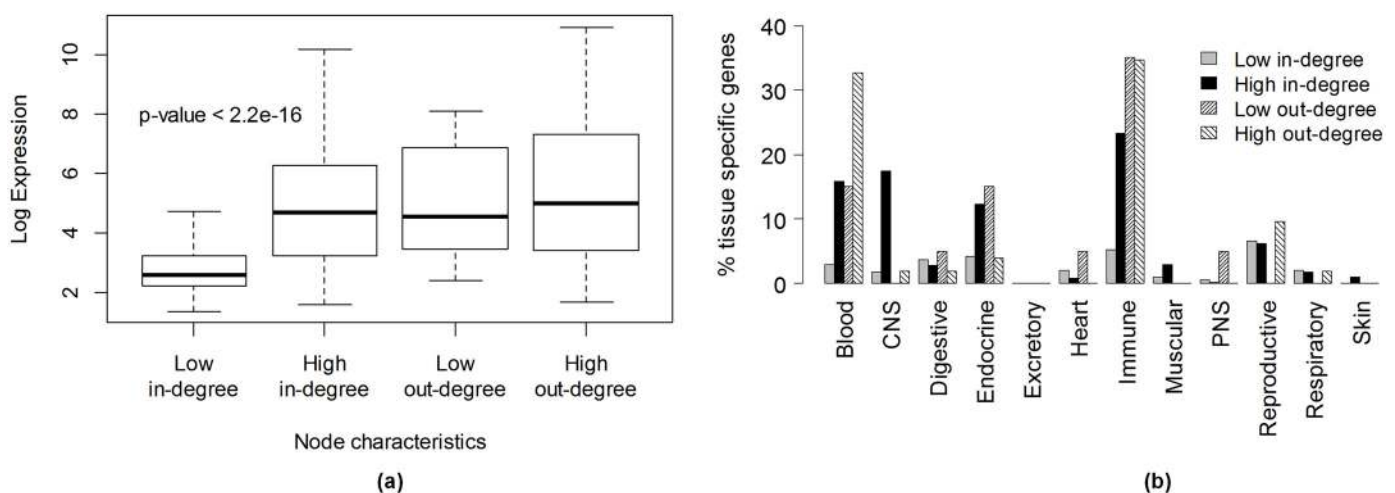 Log Expression
10
8
6
4
2
p-value < 2.2e-16
Low
in-degree
High
in-degree
Low
out-degree
High
out-degree
Node characteristics
(a)
% tissue specific genes
40
30
20
10
0
Low in-degree
High in-degree
Low out-degree
High out-degree
Blood
CNS
Digestive
Endocrine
Excretory
Heart
Immune
Muscular
PNS
Reproductive
Respiratory
Skin
(b)